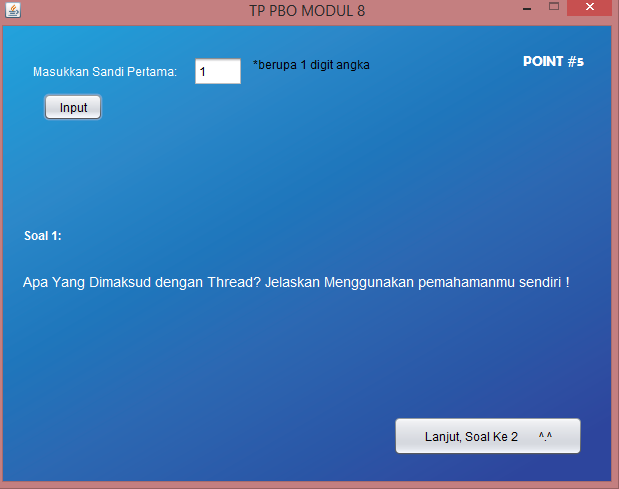 TP PBO MODUL 8
Masukkan Sandi Pertama: 1 *berupa 1 digit angka POINT #5
Input
Soal 1:
Apa Yang Dimaksud dengan Thread? Jelaskan Menggunakan pemahamanmu sendiri !
Lanjut, Soal Ke 2 ^.^